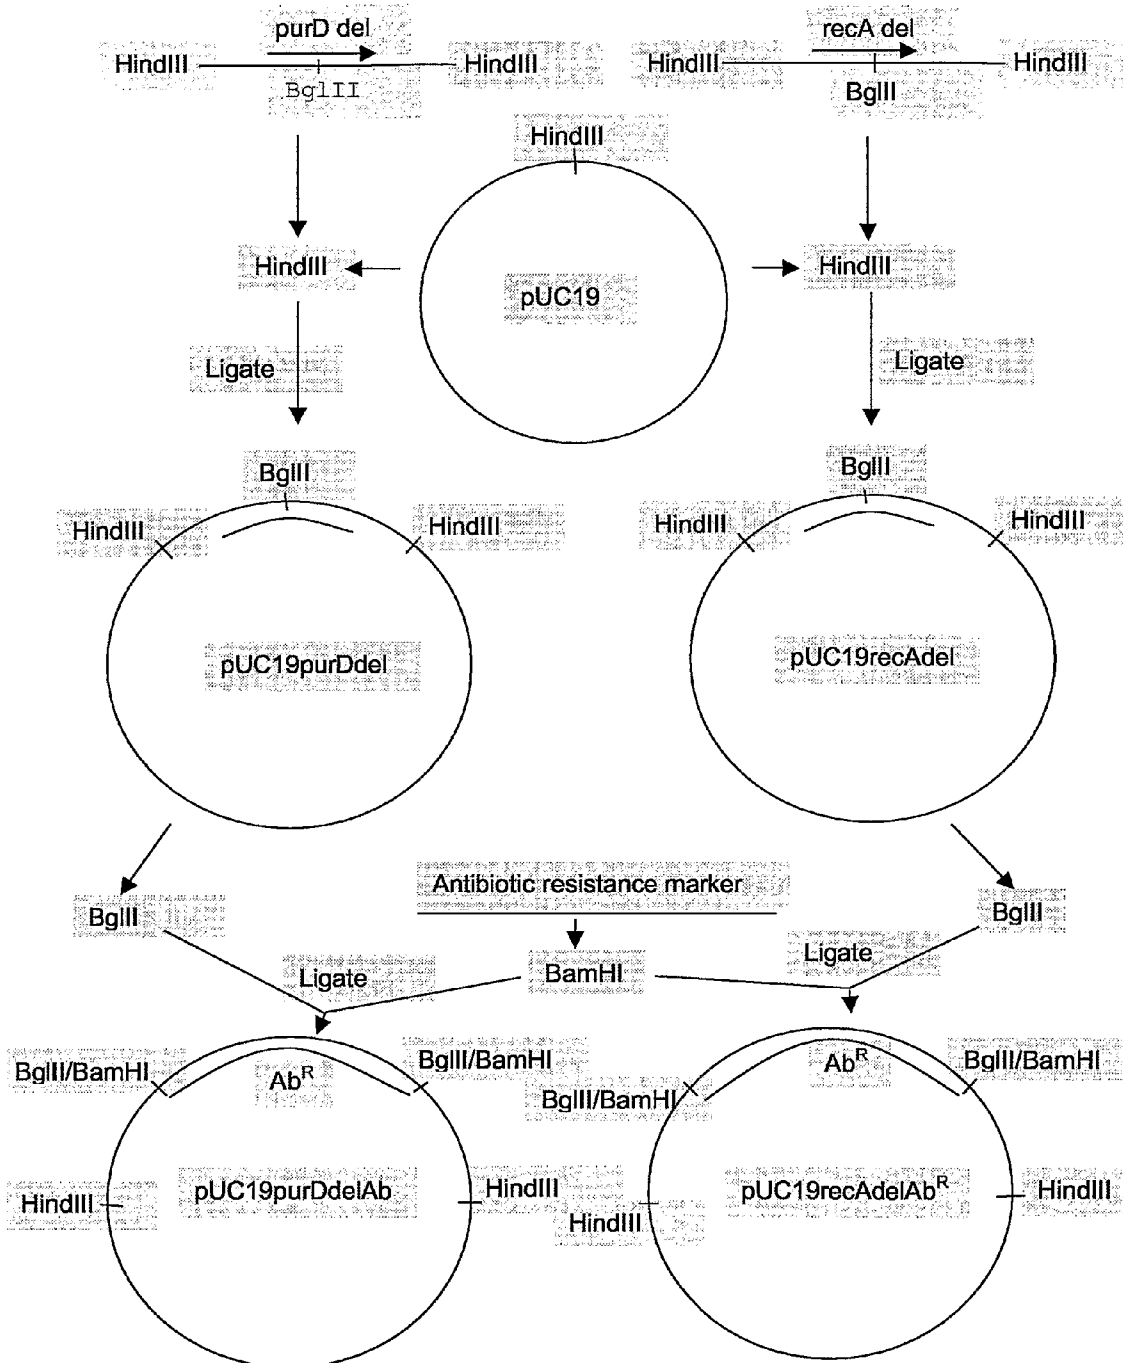 purD del
recA del
HindIII
HindIII
HindIII
HindIII
BglII
BglII
HindIII
HindIII
HindIII
pUC19
Ligate
Ligate
BglII
BglII
HindIII
HindIII
HindIII
HindIII
pUC19purDdel
pUC19recAdel
Antibiotic resistance marker
BglII
BglII
Ligate
BamHI
Ligate
BglII/BamHI
Ab^R
BglII/BamHI
BglII/BamHI
Ab^R
BglII/BamHI
HindIII
pUC19purDdelAb
HindIII
HindIII
pUC19recAdelAb^R
HindIII